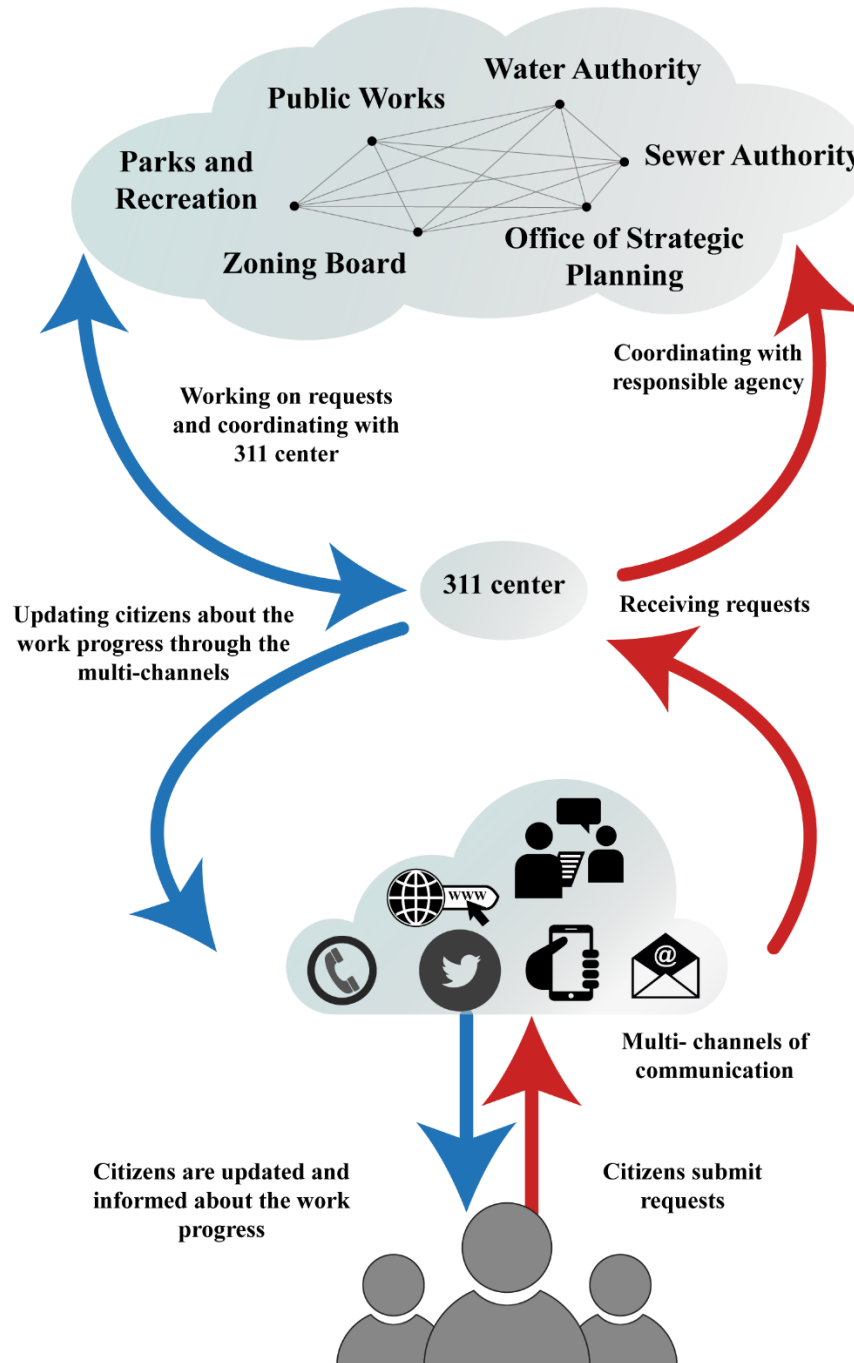 Water Authority
Public Works
Parks and
Recreation
Sewer Authority
Zoning Board
Office of Strategic
Planning
Coordinating with
responsible agency
Working on requests
and coordinating with
311 center
311 center
Receiving requests
Updating citizens about the
work progress through the
multi-channels
www
@
Multi- channels of
communication
Citizens are updated and
informed about the work
progress
Citizens submit
requests